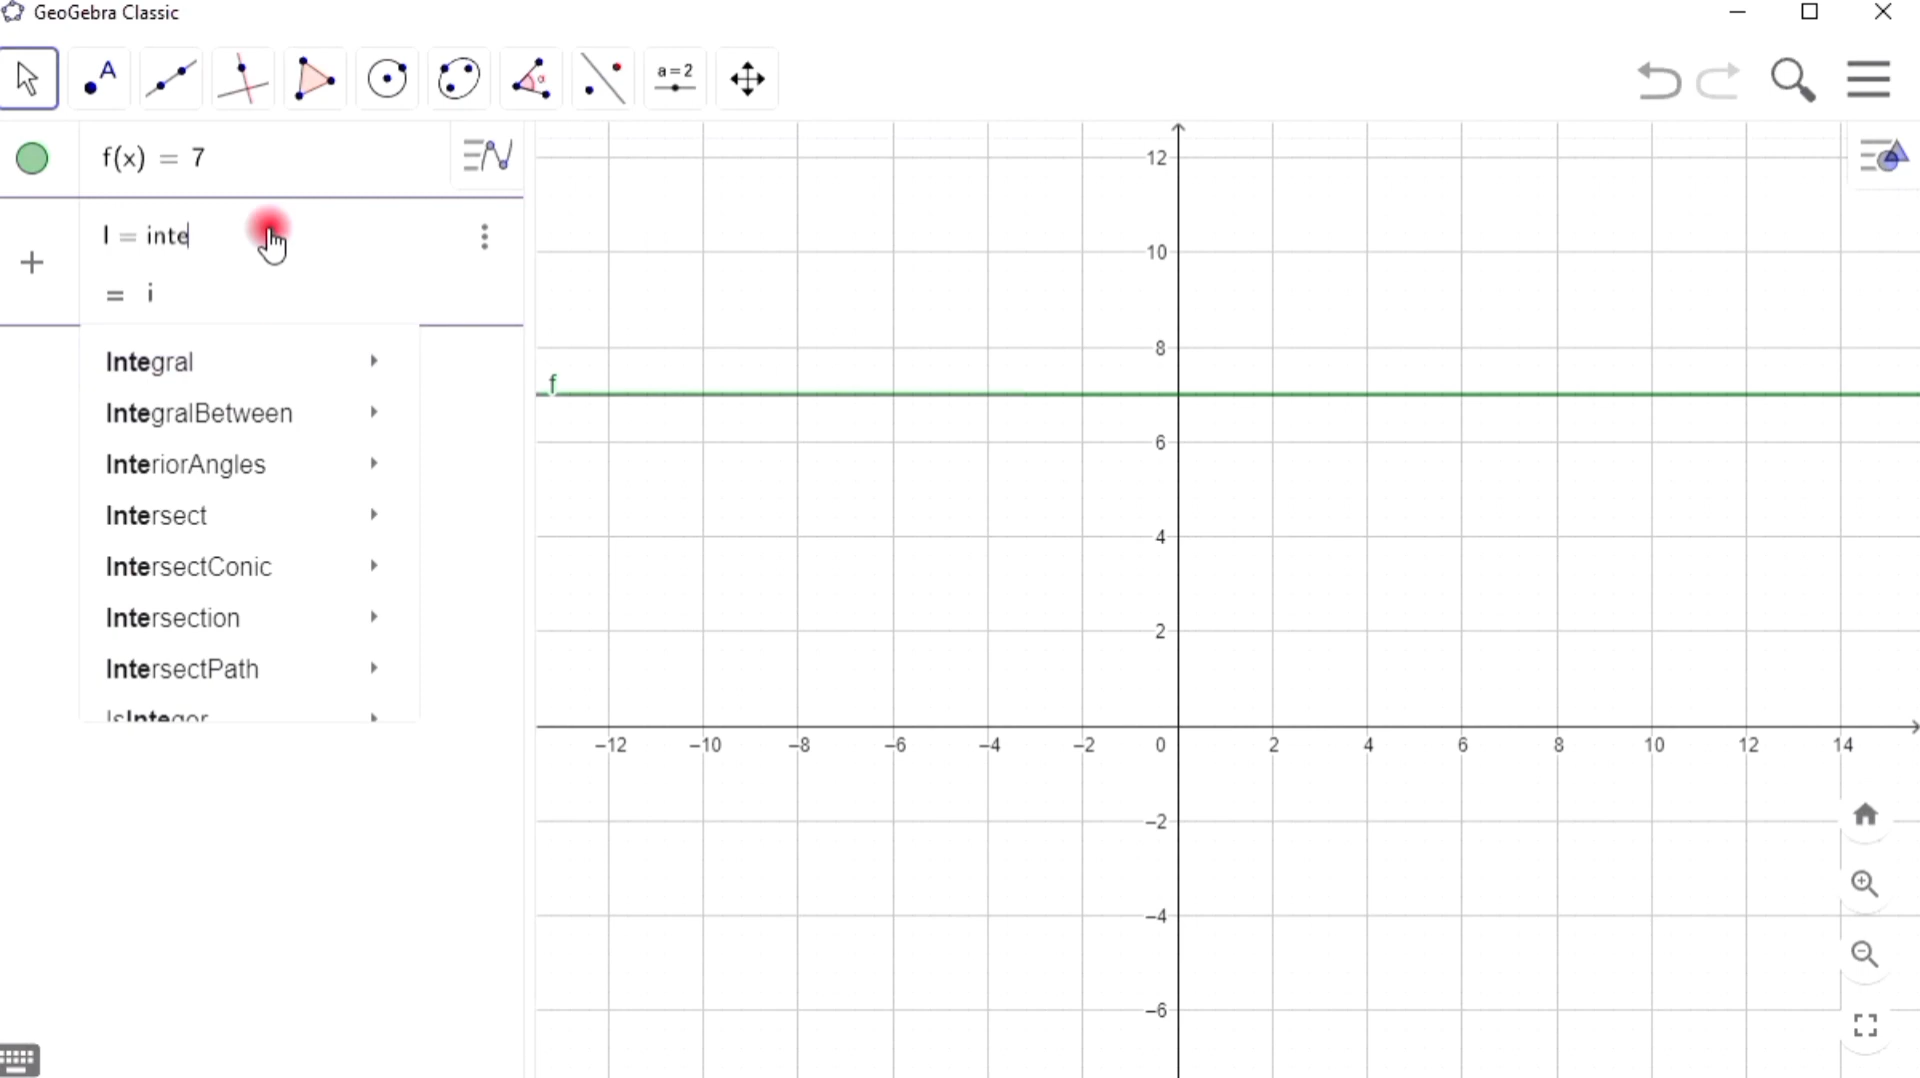 GeoGebra Classic
A
α
a=2
f(x) = 7
I = inte
= i
Integral
IntegralBetween
InteriorAngles
Intersect
IntersectConic
Intersection
IntersectPath
IsInteger
f
12
10
8
6
4
2
0
−2
−4
−6
−12
−10
−8
−6
−4
−2
2
4
6
8
10
12
14